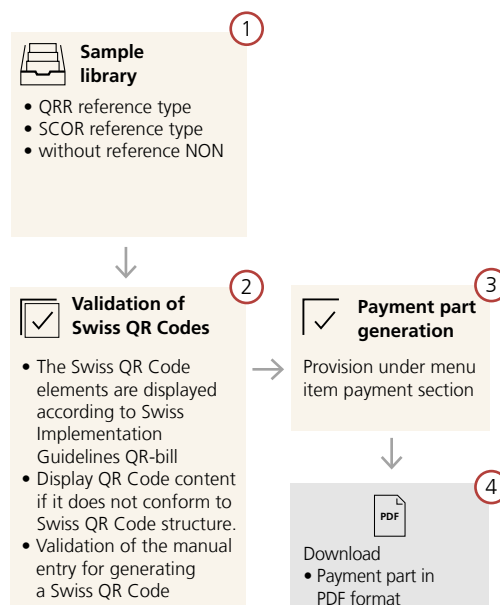 1
Sample
library
• QRR reference type
• SCOR reference type
• without reference NON
2
Validation of
Swiss QR Codes
• The Swiss QR Code
elements are displayed
according to Swiss
Implementation
Guidelines QR-bill
• Display QR Code content
if it does not conform to
Swiss QR Code structure.
• Validation of the manual
entry for generating
a Swiss QR Code
3
Payment part
generation
Provision under menu
item payment section
4
PDF
Download
• Payment part in
PDF format